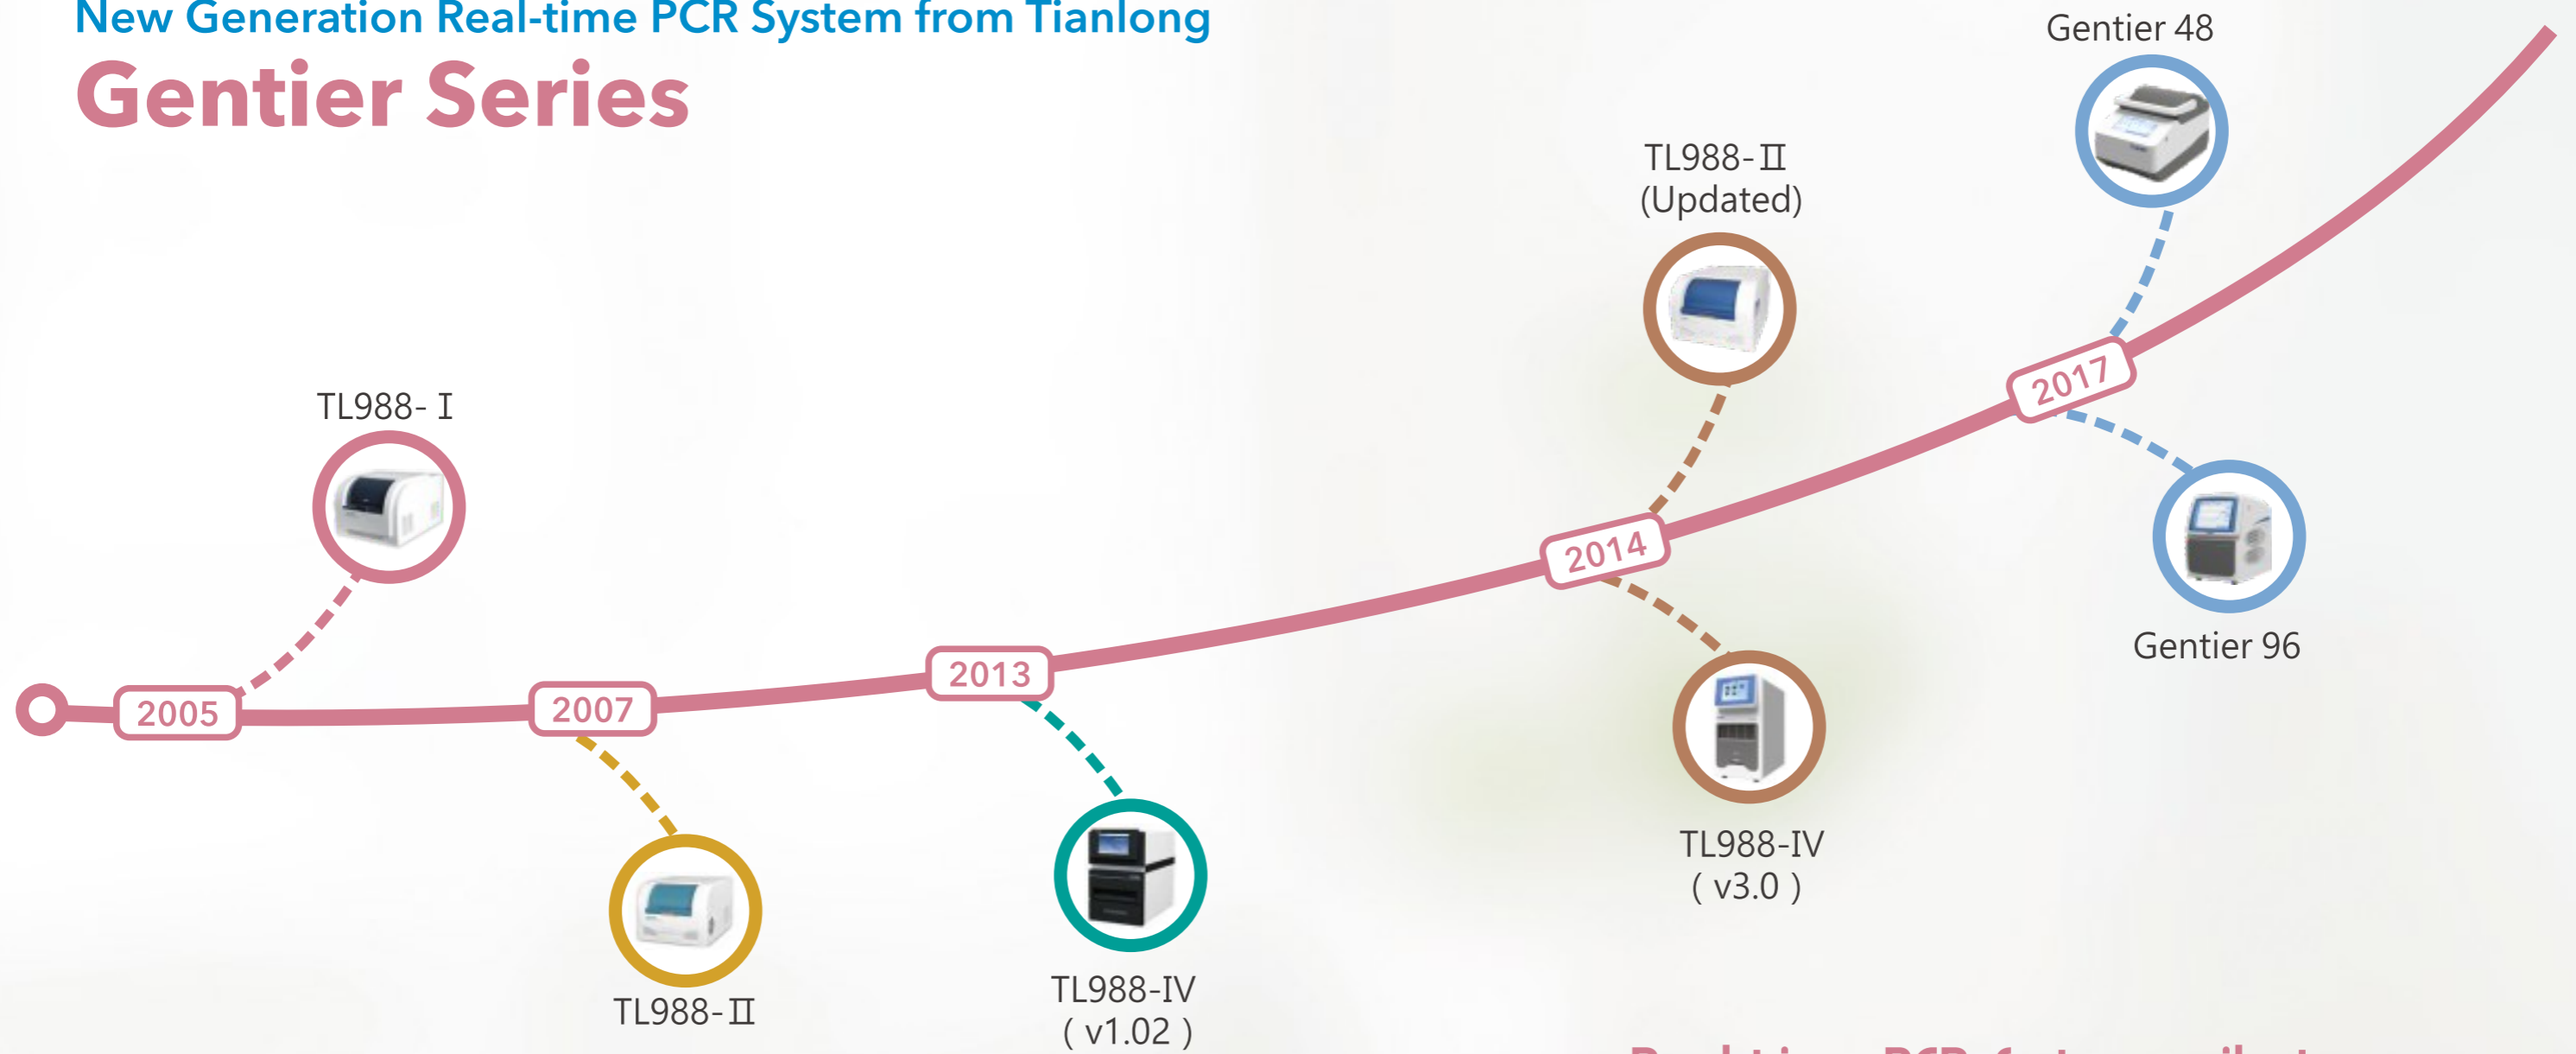 New Generation Real-time PCR System from Tianlong
Gentier Series
Gentier 48
TL988-Ⅱ
(Updated)
2017
TL988-Ⅰ
2014
Gentier 96
2013
2005
2007
TL988-IV
( v3.0 )
TL988-Ⅱ
TL988-IV
( v1.02 )